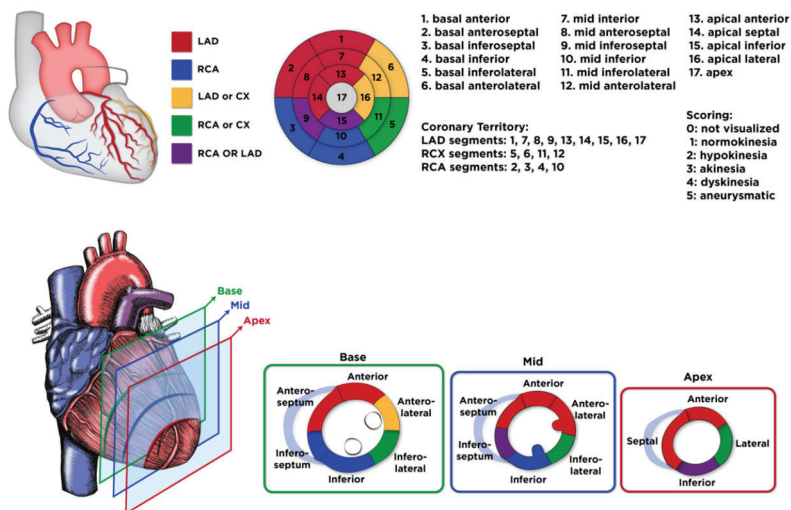 LAD
RCA
LAD or CX
RCA or CX
RCA OR LAD
1
7
13
2
8
14
17
16
12
6
3
9
15
10
4
11
5
1. basal anterior
2. basal anteroseptal
3. basal inferoseptal
4. basal inferior
5. basal inferolateral
6. basal anterolateral
7. mid interior
8. mid anteroseptal
9. mid inferoseptal
10. mid inferior
11. mid inferolateral
12. mid anterolateral
13. apical anterior
14. apical septal
15. apical inferior
16. apical lateral
17. apex
Coronary Territory:
LAD segments: 1, 7, 8, 9, 13, 14, 15, 16, 17
RCX segments: 5, 6, 11, 12
RCA segments: 2, 3, 4, 10
Scoring:
0: not visualized
1: normokinesia
2: hypokinesia
3: akinesia
4: dyskinesia
5: aneurysmatic
Base
Mid
Apex
Base
Anterior
Antero-
septum
Antero-
lateral
Infero-
septum
Infero-
lateral
Inferior
Mid
Anterior
Antero-
septum
Antero-
lateral
Infero-
septum
Infero-
lateral
Inferior
Apex
Anterior
Septal
Lateral
Inferior